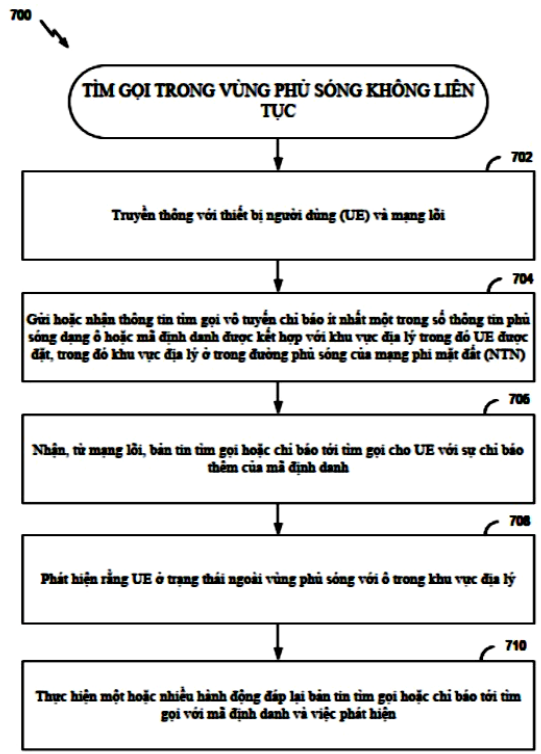 700
TÌM GỌI TRONG VÙNG PHỦ SÓNG KHÔNG LIÊN
TỤC
702
Truyền thông với thiết bị người dùng (UE) và mạng lõi
704
Gửi hoặc nhận thông tin tìm gọi vô tuyến chỉ báo ít nhất một trong số thông tin phủ
sóng dạng ô hoặc mã định danh được kết hợp với khu vực địa lý trong đó UE được
đặt, trong đó khu vực địa lý ở trong đường phủ sóng của mạng phi mặt đất (NTN)
706
Nhận, từ mạng lõi, bản tin tìm gọi hoặc chỉ báo tới tìm gọi cho UE với sự chỉ báo
thêm của mã định danh
708
Phát hiện rằng UE ở trạng thái ngoài vùng phủ sóng với ô trong khu vực địa lý
710
Thực hiện một hoặc nhiều hành động đáp lại bản tin tìm gọi hoặc chỉ báo tới tìm
gọi với mã định danh và việc phát hiện